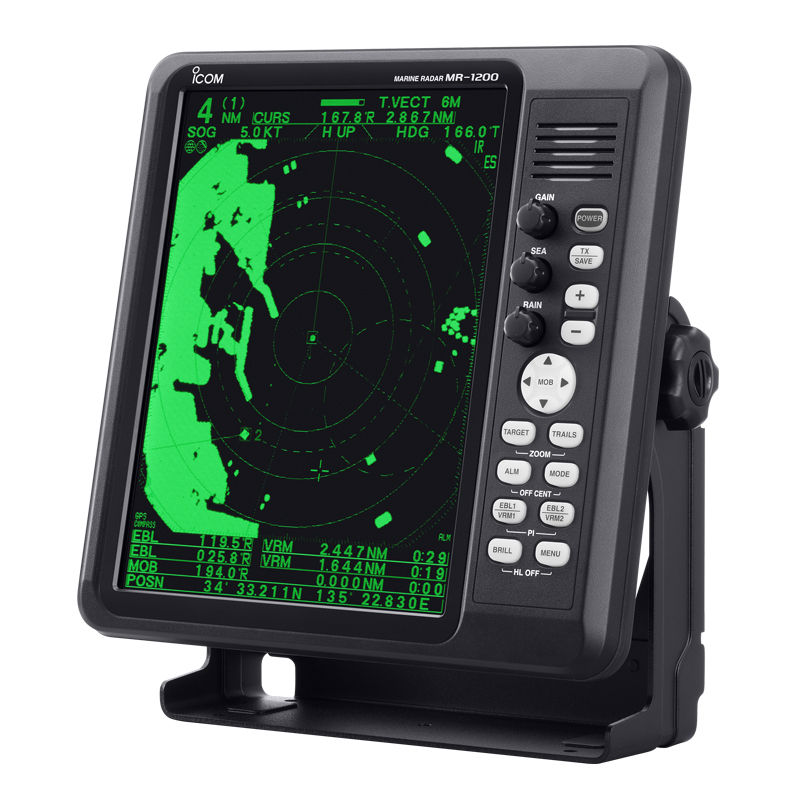 ICOM
MARINE RADAR MR-1200
4 (1) NM T.VECT 6M
CURS 167.8°R 2.867NM
SOG 5.0KT H UP HDG 166.0°T
IR
ES
2
GPS
COMPASS
ALM
EBL 119.5°R VRM 2.447NM 0:29
EBL 025.8°R VRM 1.644NM 0:19
MOB 194.0°R 0.000NM 0:00
POSN 34° 33.211N 135° 22.830E
GAIN
POWER
SEA
TX
SAVE
+
RAIN
−
MOB
TARGET TRAILS
ZOOM
ALM MODE
OFF CENT
EBL1 EBL2
VRM1 VRM2
PI
BRILL MENU
HL OFF